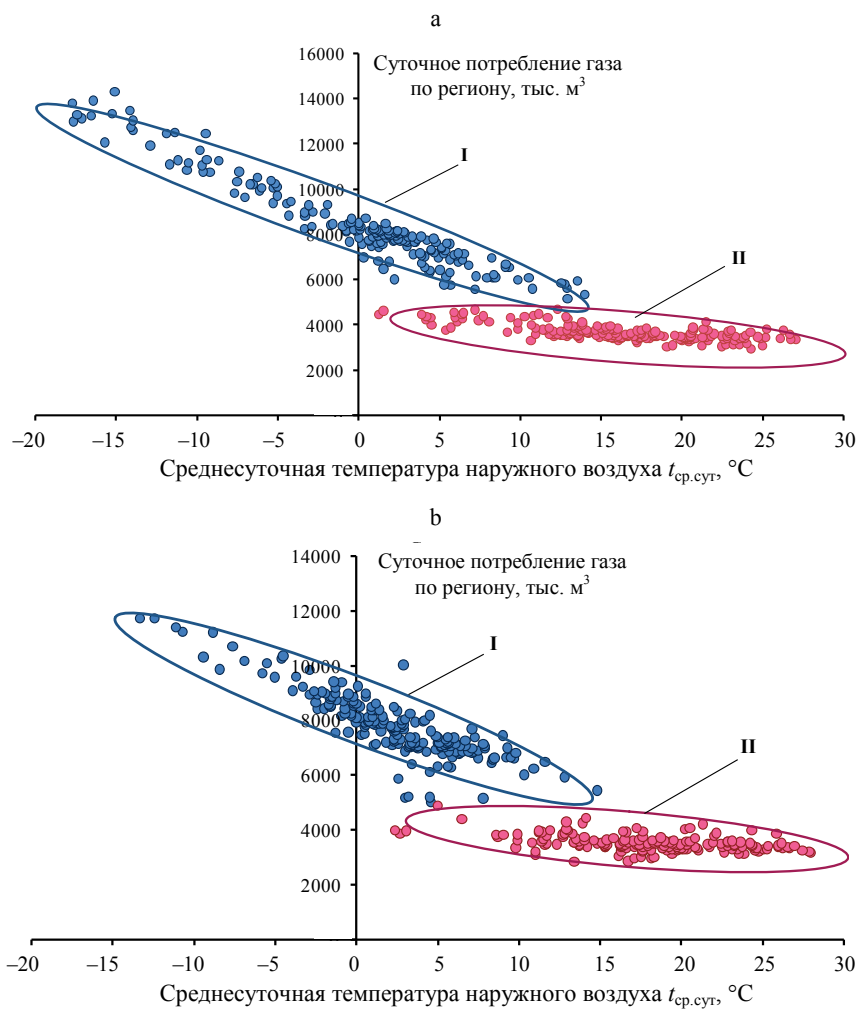 a
16000
Суточное потребление газа
по региону, тыс. м³
14000
12000
I
10000
8000
6000
II
4000
2000
–20 –15 –10 –5 0 5 10 15 20 25 30
Среднесуточная температура наружного воздуха tср.сут, °C
b
14000
Суточное потребление газа
по региону, тыс. м³
12000
I
10000
8000
6000
II
4000
2000
–20 –15 –10 –5 0 5 10 15 20 25 30
Среднесуточная температура наружного воздуха tср.сут, °C